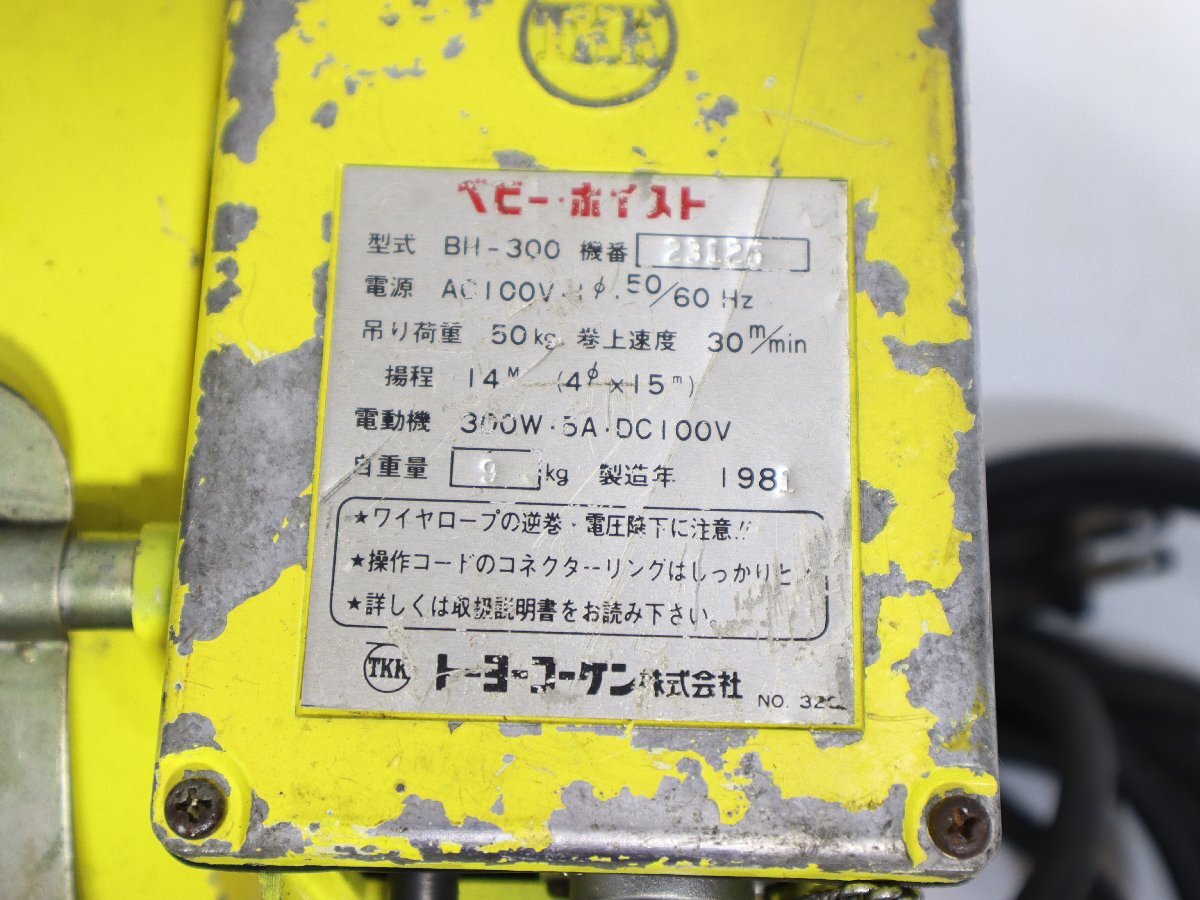 ベビー・ホイスト
型式 BH-300 機番 23126
電源 AC100V・1φ・50/60 Hz
吊り荷重 50kg 巻上速度 30m/min
揚程 14M (4φ×15m)
電動機 300W・5A・DC100V
自重量 9 kg 製造年 1981
★ワイヤロープの逆巻・電圧降下に注意!!
★操作コードのコネクターリングはしっかりと
★詳しくは取扱説明書をお読み下さい。
TKK トーヨーコーケン株式会社
NO.